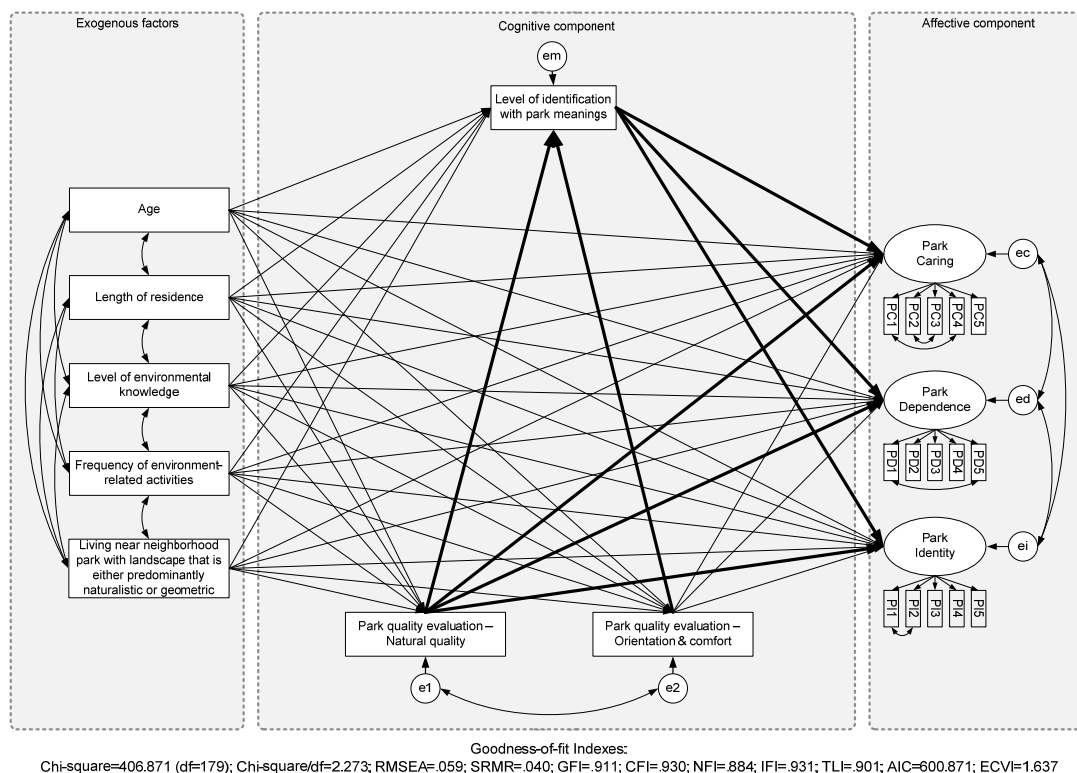 Exogenous factors
Cognitive component
Affective component
em
Level of identification
with park meanings
Age
Length of residence
Level of environmental
knowledge
Frequency of environment-
related activities
Living near neighborhood
park with landscape that is
either predominantly
naturalistic or geometric
Park
Caring
ec
PC1
PC2
PC3
PC4
PC5
Park
Dependence
ed
PD1
PD2
PD3
PD4
PD5
Park
Identity
ei
PI1
PI2
PI3
PI4
PI5
Park quality evaluation –
Natural quality
Park quality evaluation –
Orientation & comfort
e1
e2
Goodness-of-fit Indexes:
Chi-square=406.871 (df=179); Chi-square/df=2.273; RMSEA=.059; SRMR=.040; GFI=.911; CFI=.930; NFI=.884; IFI=.931; TLI=.901; AIC=600.871; ECVI=1.637